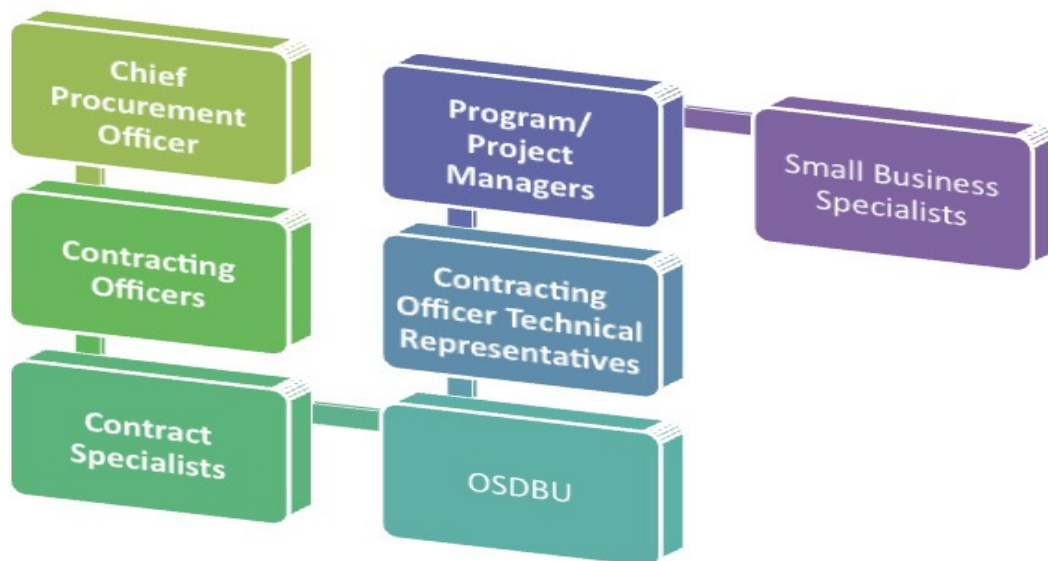 Chief
Procurement
Officer
Contracting
Officers
Contract
Specialists
OSDBU
Contracting
Officer Technical
Representatives
Program/
Project
Managers
Small Business
Specialists